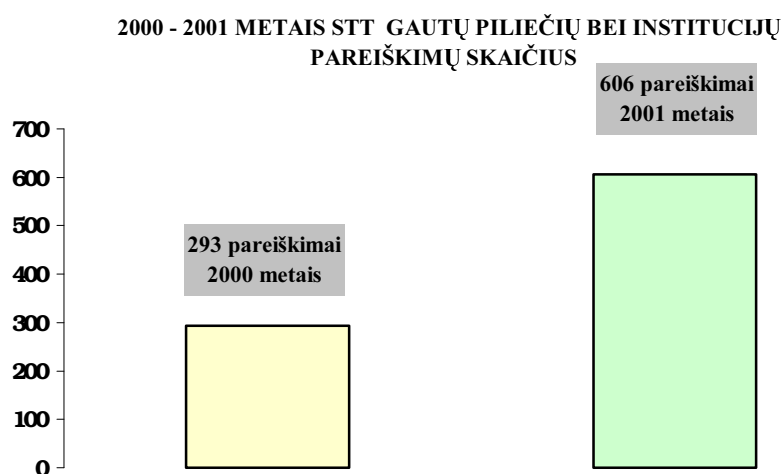 2000 - 2001 METAIS STT GAUTŲ PILIEČIŲ BEI INSTITUCIJŲ
PAREIŠKIMŲ SKAIČIUS
606 pareiškimai
2001 metais
293 pareiškimai
2000 metais
700
600
500
400
300
200
100
0